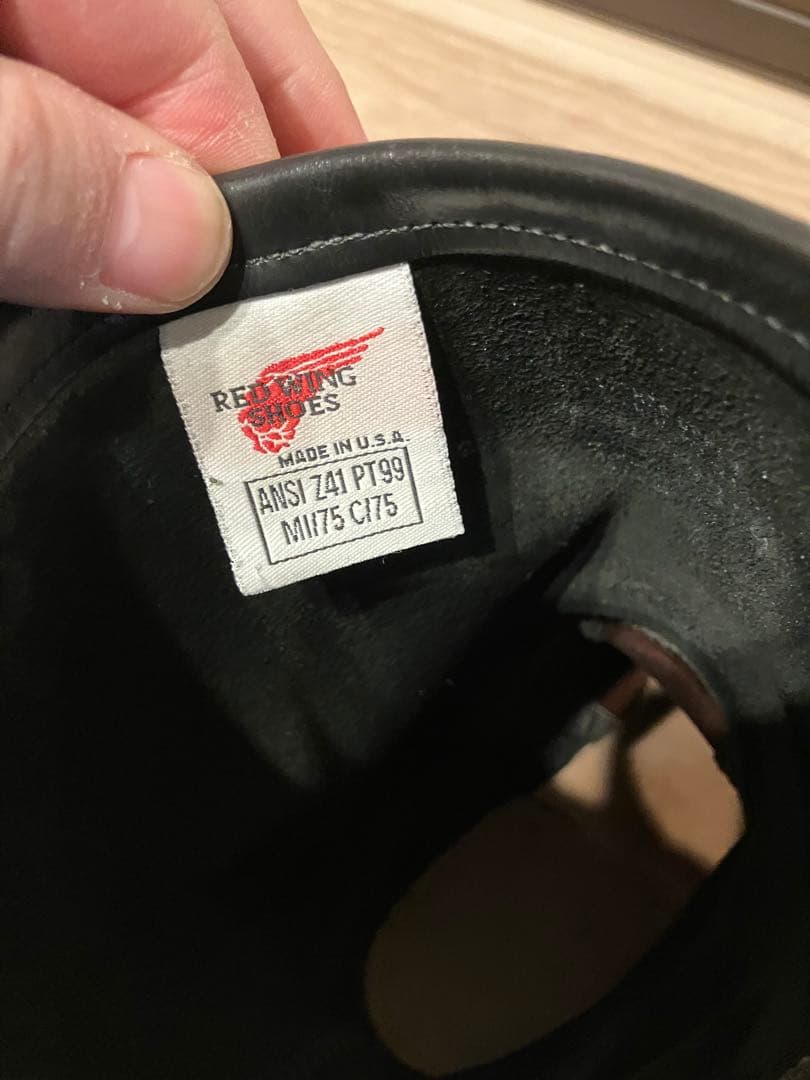 RED WING
SHOES
MADE IN U.S.A.
ANSI Z41 PT99
MI/75 C/75